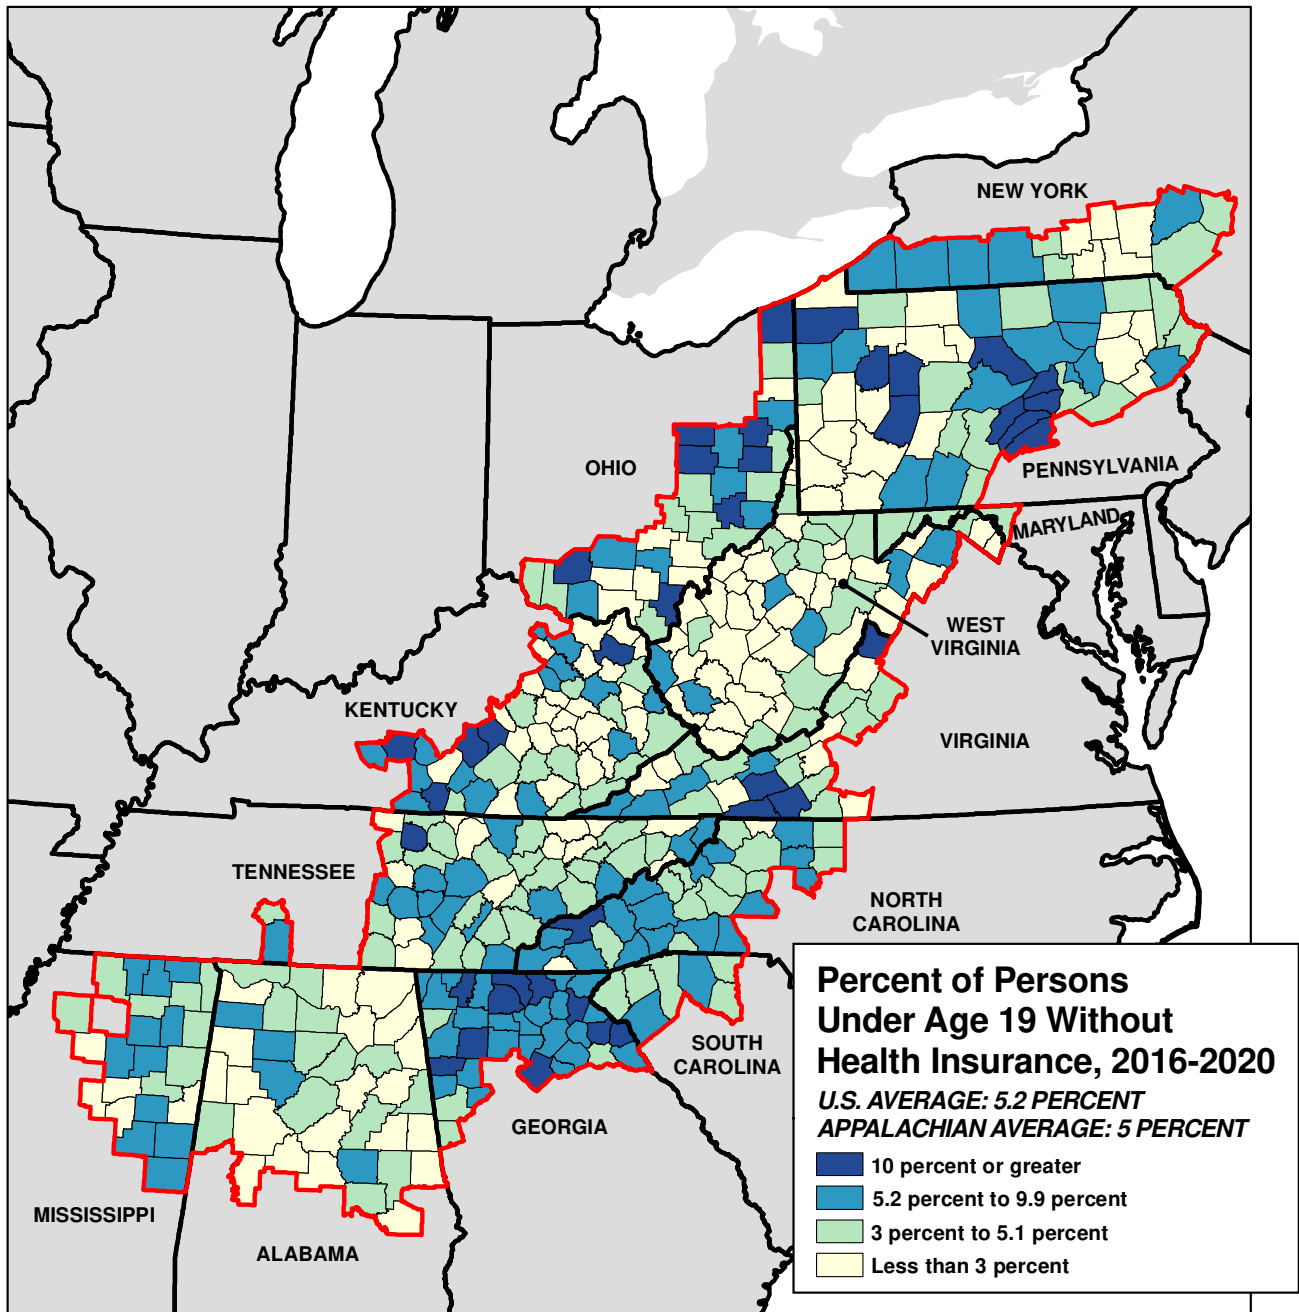 NEW YORK
OHIO
PENNSYLVANIA
MARYLAND
WEST
VIRGINIA
KENTUCKY
VIRGINIA
TENNESSEE
NORTH
CAROLINA
SOUTH
CAROLINA
GEORGIA
MISSISSIPPI
ALABAMA
Percent of Persons
Under Age 19 Without
Health Insurance, 2016-2020
U.S. AVERAGE: 5.2 PERCENT
APPALACHIAN AVERAGE: 5 PERCENT
10 percent or greater
5.2 percent to 9.9 percent
3 percent to 5.1 percent
Less than 3 percent